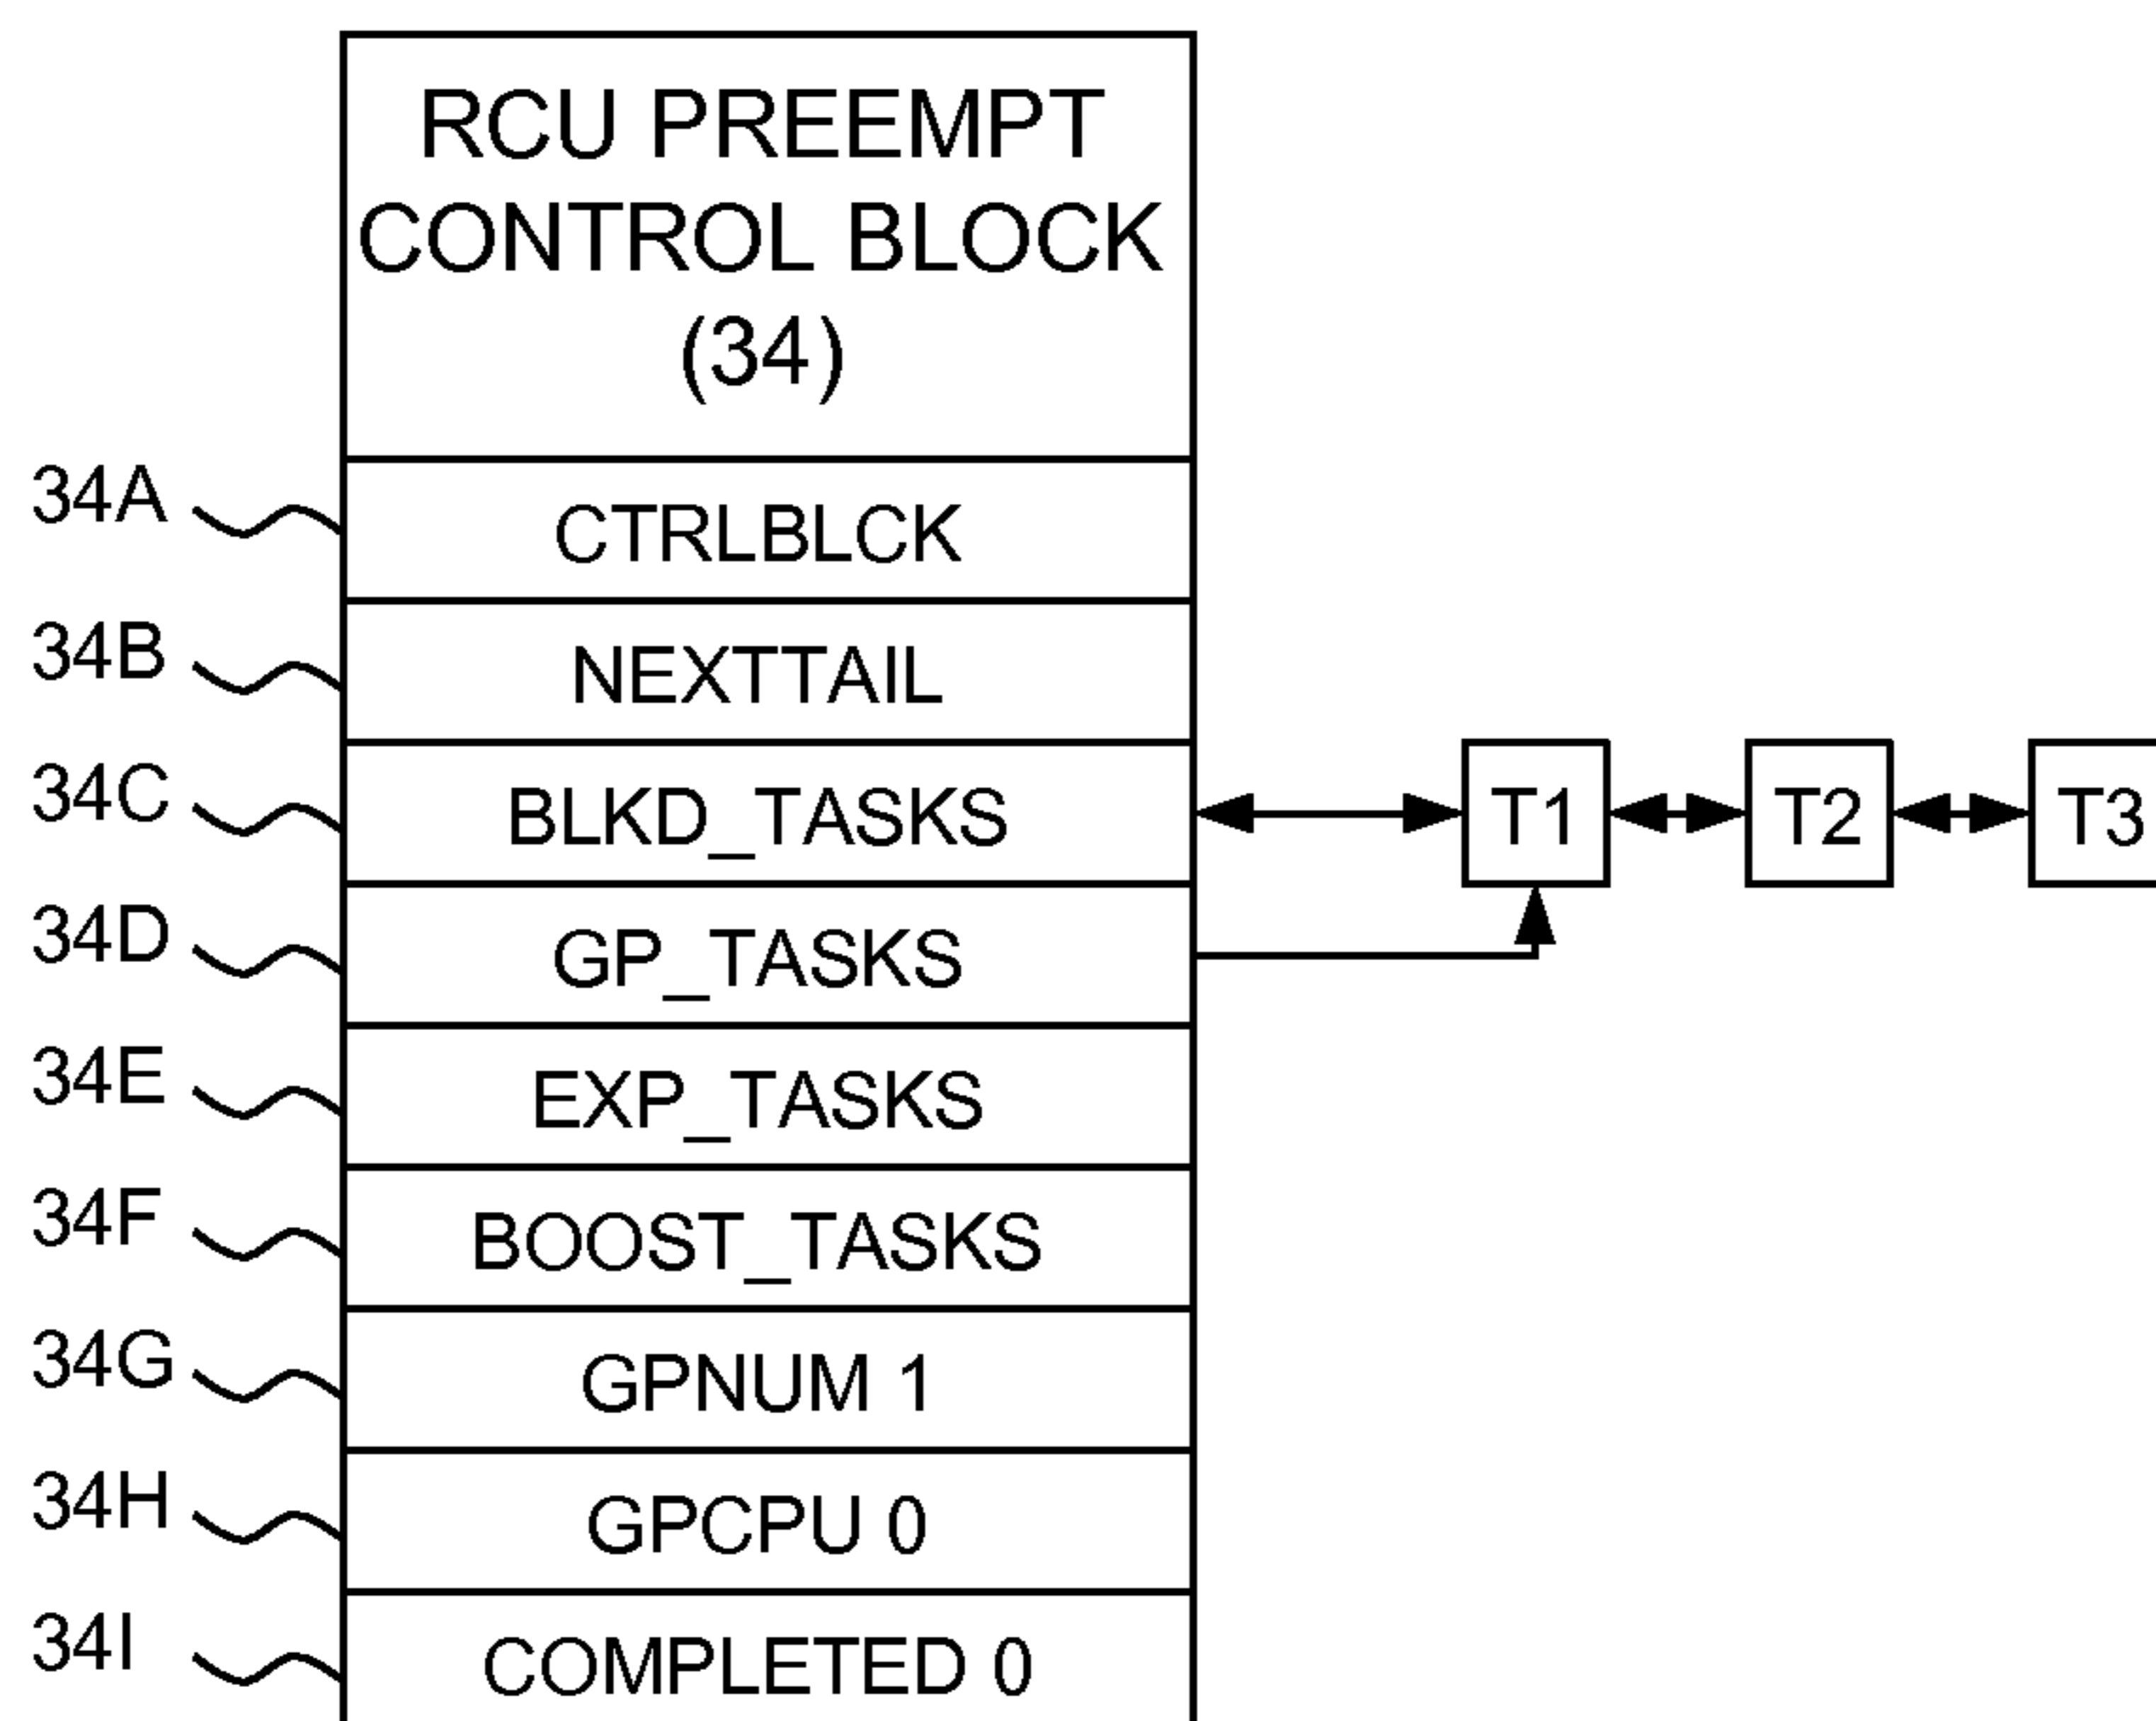 RCU PREEMPT
CONTROL BLOCK
(34)
34A CTRLBLCK
34B NEXTTAIL
34C BLKD_TASKS T1 T2 T3
34D GP_TASKS
34E EXP_TASKS
34F BOOST_TASKS
34G GPNUM 1
34H GPCPU 0
34I COMPLETED 0